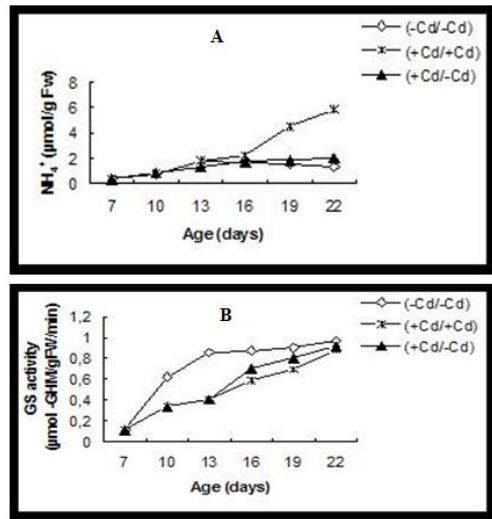 A
(-Cd/-Cd)
(+Cd/+Cd)
(+Cd/-Cd)
NH₄⁺ (µmol/g Fw)
8
6
4
2
0
7 10 13 16 19 22
Age (days)
B
(-Cd/-Cd)
(+Cd/+Cd)
(+Cd/-Cd)
GS activity
(µmol -GHM/gFW/min)
1,2
1
0,8
0,6
0,4
0,2
0
7 10 13 16 19 22
Age (days)